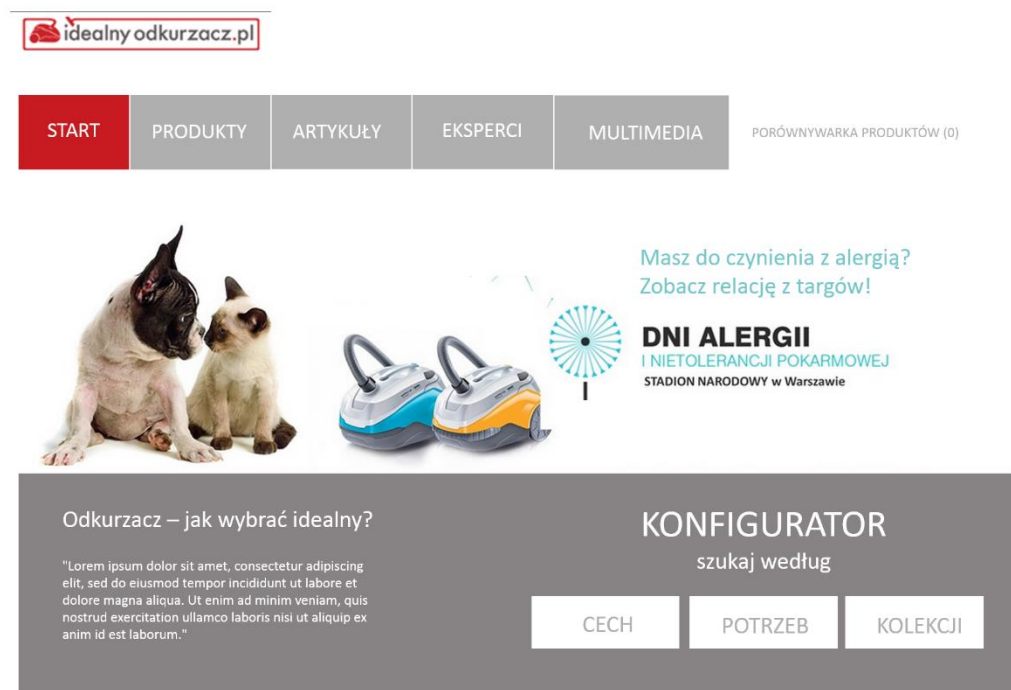 idealny odkurzacz.pl
START PRODUKTY ARTYKUŁY EKSPERCI MULTIMEDIA PORÓWNYWARKA PRODUKTÓW (0)
Masz do czynienia z alergią?
Zobacz relację z targów!
DNI ALERGII
I NIETOLERANCJI POKARMOWEJ
STADION NARODOWY w Warszawie
Odkurzacz – jak wybrać idealny?
"Lorem ipsum dolor sit amet, consectetur adipiscing
elit, sed do eiusmod tempor incididunt ut labore et
dolore magna aliqua. Ut enim ad minim veniam, quis
nostrud exercitation ullamco laboris nisi ut aliquip ex
anim id est laborum."
KONFIGURATOR
szukaj według
CECH POTRZEB KOLEKCJI